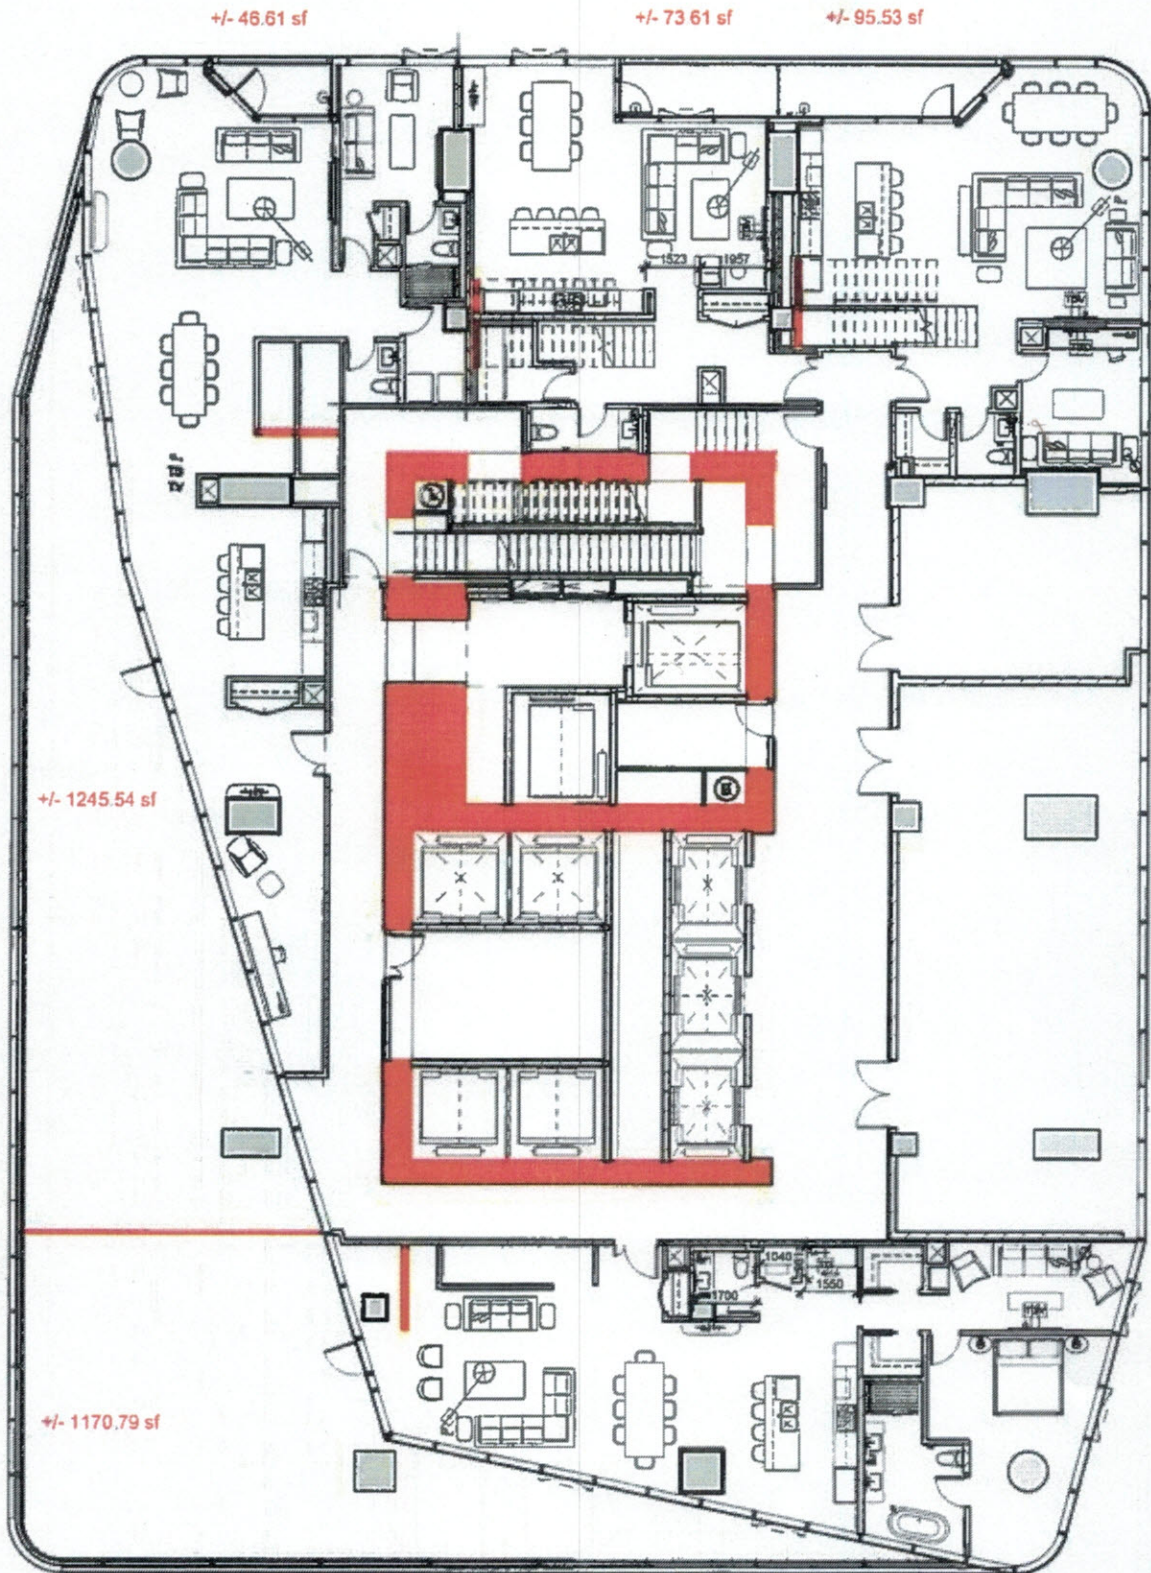 +/- 46.61 sf
+/- 73 61 sf
+/- 95.53 sf
1523
1957
+/- 1245.54 sf
1040
1550
1700
+/- 1170.79 sf